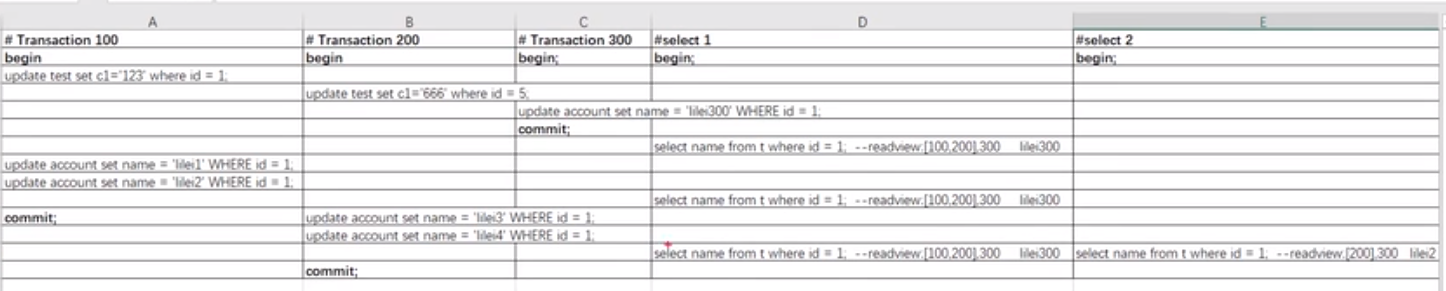 A B C D E
# Transaction 100 # Transaction 200 # Transaction 300 #select 1 #select 2
begin begin begin; begin; begin;
update test set c1='123' where id = 1;
update test set c1='666' where id = 5;
update account set name = 'lilei300' WHERE id = 1;
commit;
select name from t where id = 1; --readview:[100,200],300 lilei300
update account set name = 'lilei1' WHERE id = 1;
update account set name = 'lilei2' WHERE id = 1;
select name from t where id = 1; --readview:[100,200],300 lilei300
commit; update account set name = 'lilei3' WHERE id = 1;
update account set name = 'lilei4' WHERE id = 1;
select name from t where id = 1; --readview:[100,200],300 lilei300 select name from t where id = 1; --readview:[200],300 lilei2
commit;